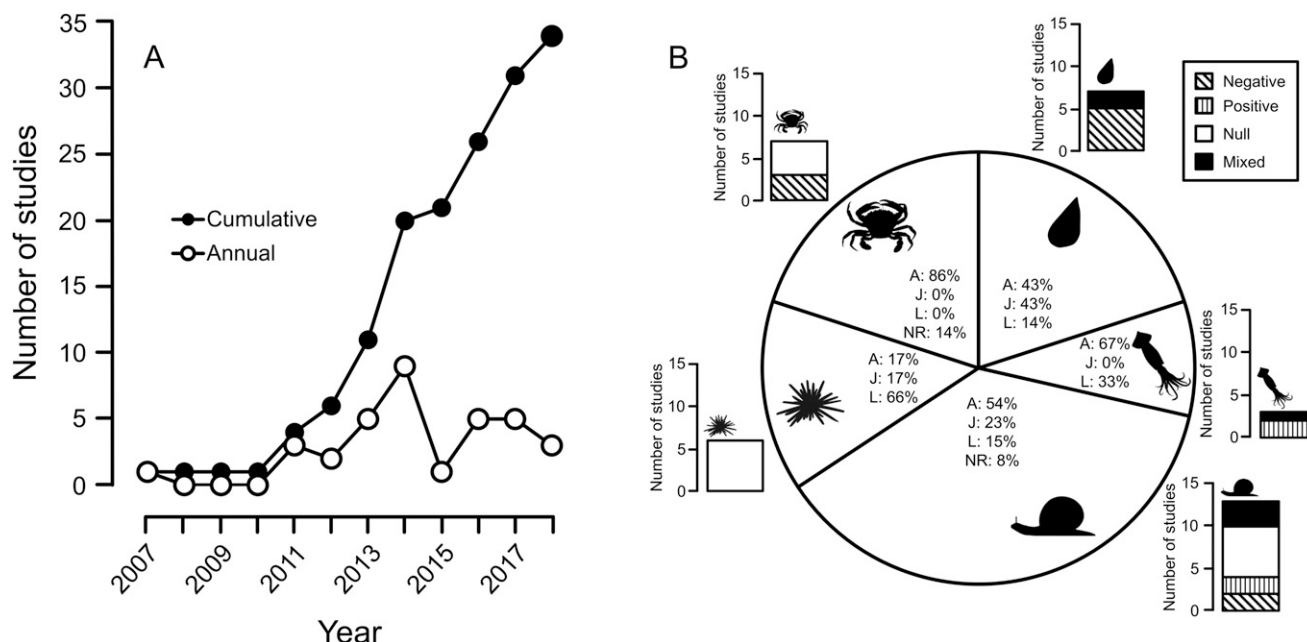 A
Number of studies
35
30
25
20
15
10
5
0
Cumulative
Annual
2007
2009
2011
2013
2015
2017
Year
B
Number of studies
15
10
5
0
Number of studies
15
10
5
0
Negative
Positive
Null
Mixed
A: 86%
J: 0%
L: 0%
NR: 14%
A: 43%
J: 43%
L: 14%
A: 67%
J: 0%
L: 33%
Number of studies
15
10
5
0
A: 17%
J: 17%
L: 66%
Number of studies
15
10
5
0
A: 54%
J: 23%
L: 15%
NR: 8%
Number of studies
15
10
5
0